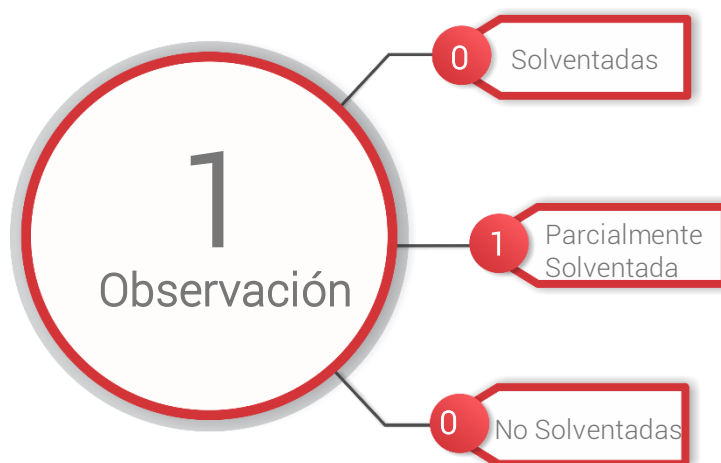 1
Observación
0
Solventadas
1
Parcialmente
Solventada
0
No Solventadas